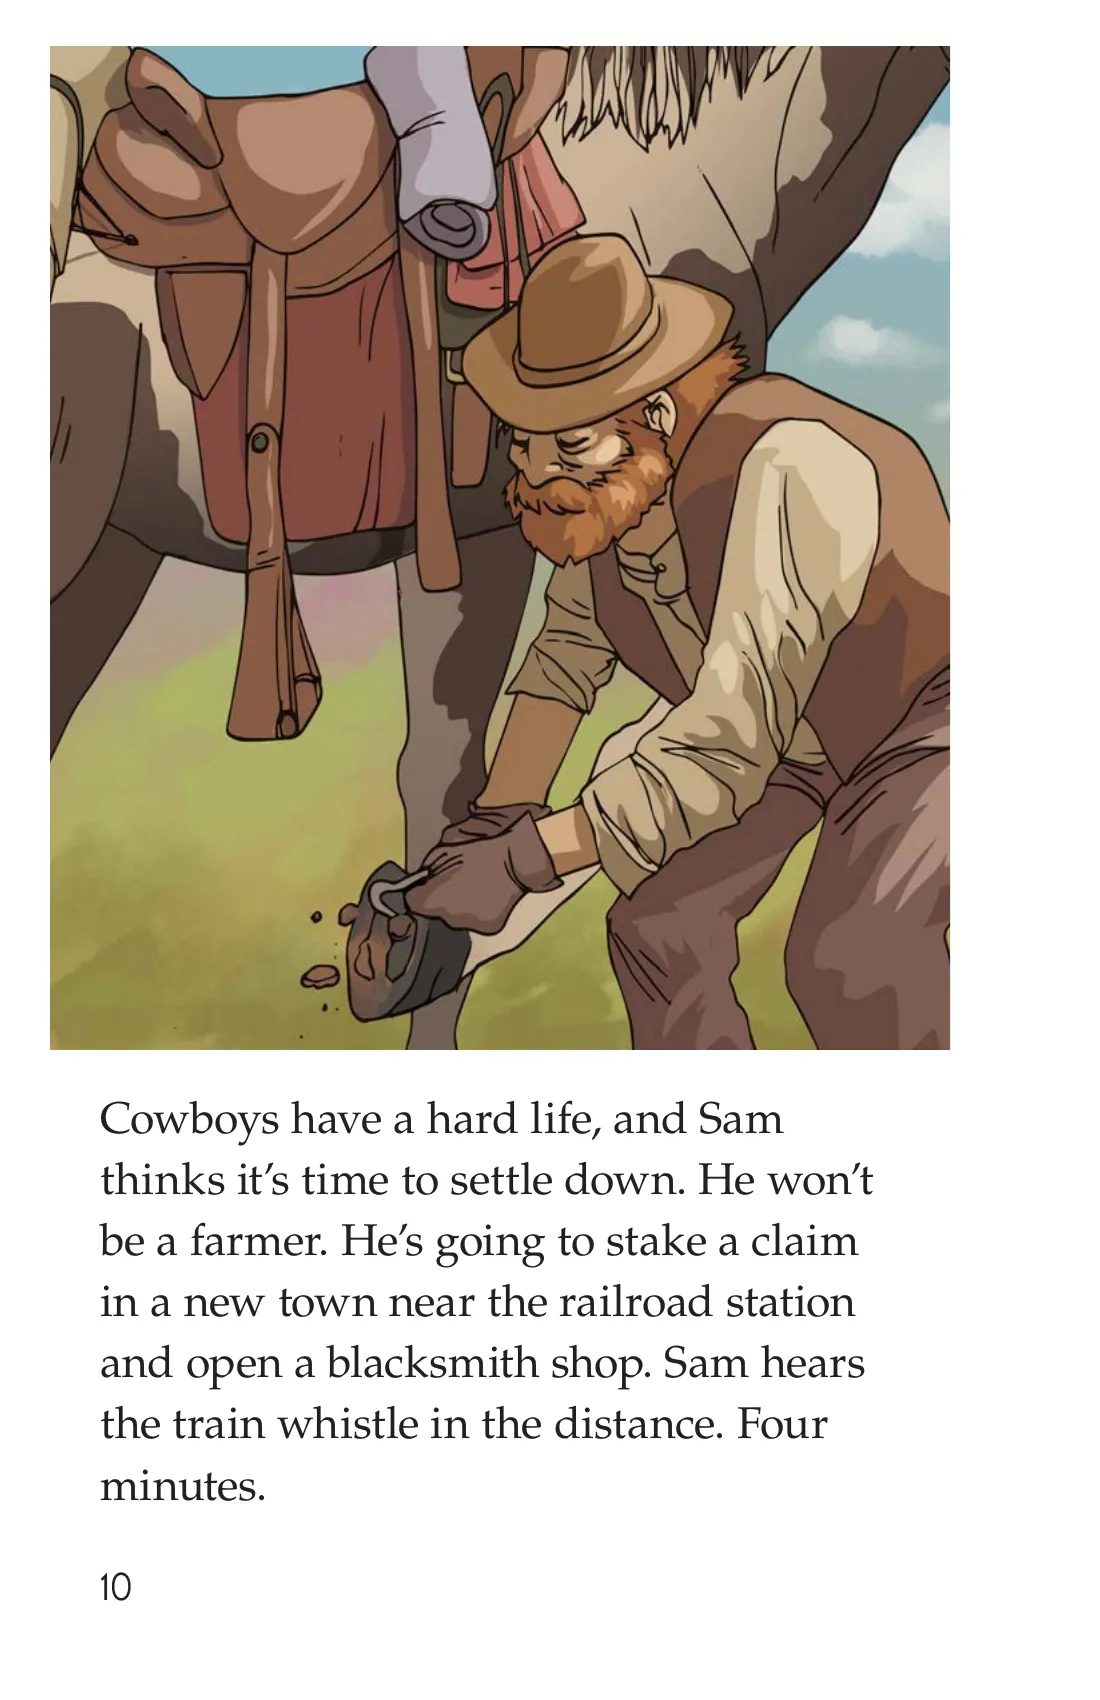 Cowboys have a hard life, and Sam
thinks it’s time to settle down. He won’t
be a farmer. He’s going to stake a claim
in a new town near the railroad station
and open a blacksmith shop. Sam hears
the train whistle in the distance. Four
minutes.
10